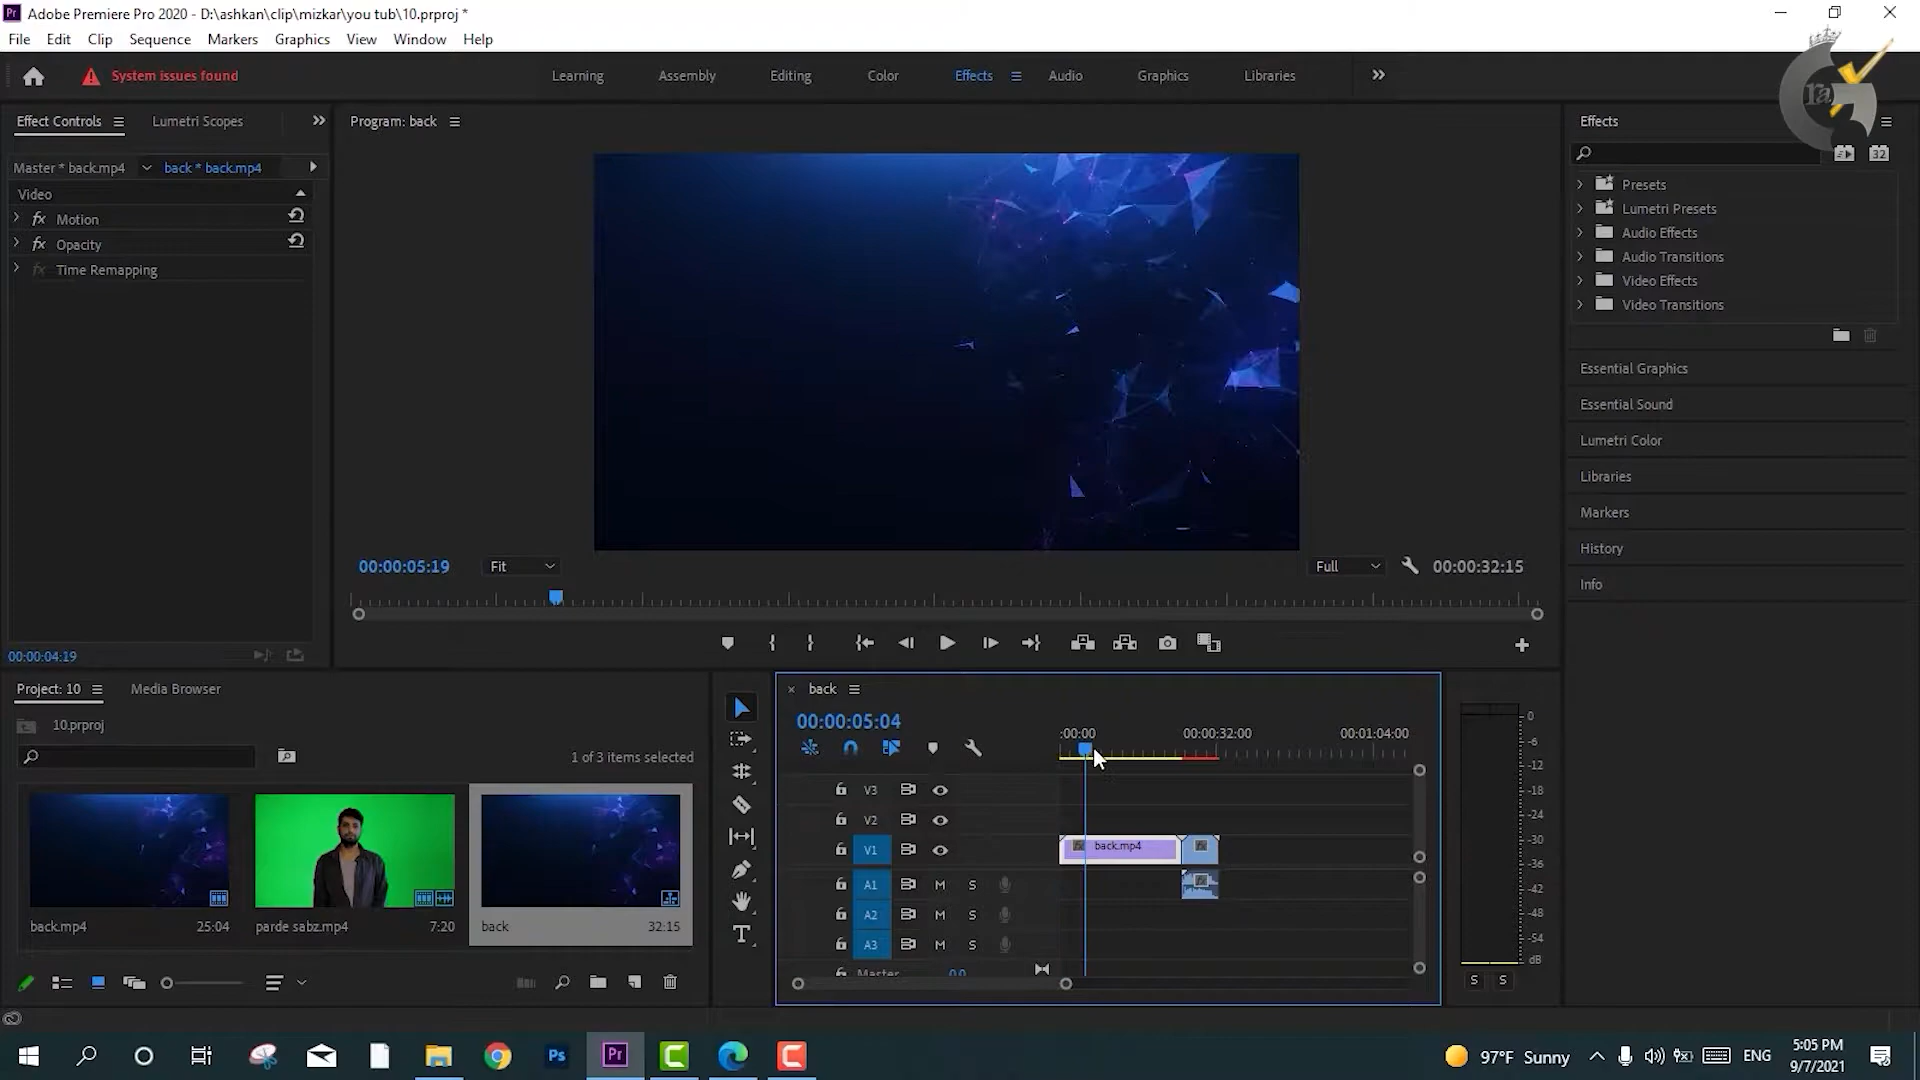 Pr Adobe Premiere Pro 2020 - D:\ashkan\clip\mizkar\you tub\10.prproj *
File Edit Clip Sequence Markers Graphics View Window Help
System issues found
Learning Assembly Editing Color Effects Audio Graphics Libraries
Effect Controls Lumetri Scopes
Master * back.mp4 back * back.mp4
Video
fx Motion
fx Opacity
fx Time Remapping
00:00:04:19
Program: back
00:00:05:19 Fit Full 00:00:32:15
Effects
32
Presets
Lumetri Presets
Audio Effects
Audio Transitions
Video Effects
Video Transitions
Essential Graphics
Essential Sound
Lumetri Color
Libraries
Markers
History
Info
Project: 10 Media Browser
10.prproj
1 of 3 items selected
back.mp4 25:04
parde sabz.mp4 7:20
back 32:15
× back
00:00:05:04
:00:00 00:00:32:00 00:01:04:00
V3
V2
V1 back.mp4
A1 M S
A2 M S
A3 M S
Master 0.0
0
-6
-12
-18
-24
-30
-36
-42
-48
-54
dB
S S
Ps Pr
97°F Sunny ENG 5:05 PM
9/7/2021